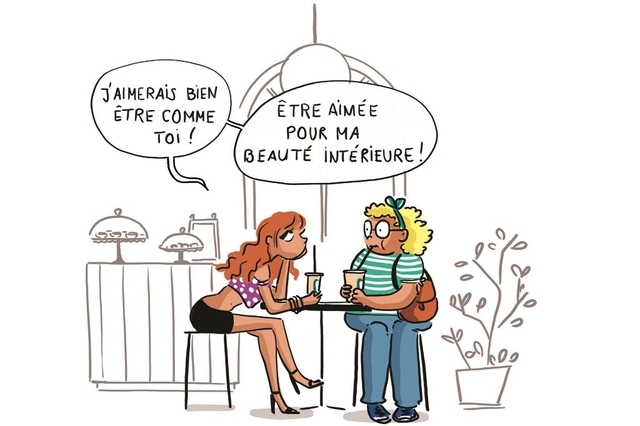 J'AIMERAIS BIEN
ÊTRE COMME
TOI !
ÊTRE AIMÉE
POUR MA
BEAUTÉ INTÉRIEURE !